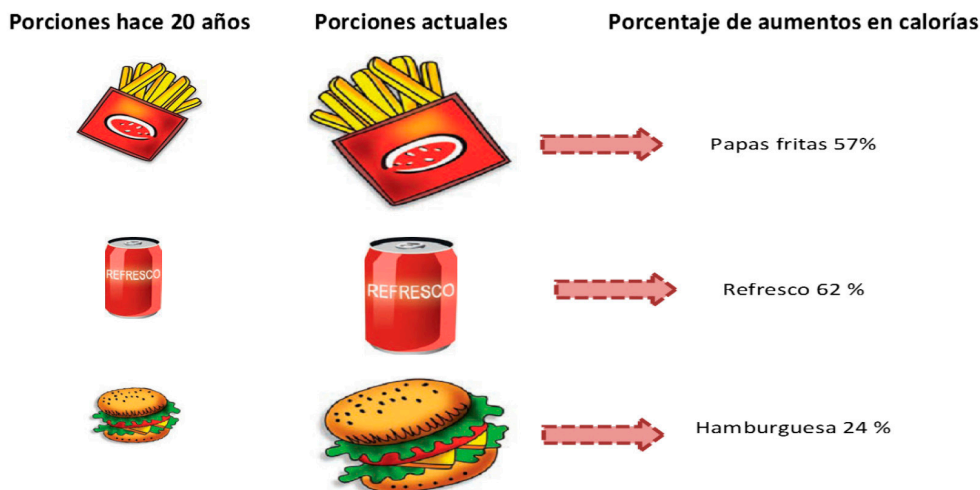 Porciones hace 20 años
Porciones actuales
Porcentaje de aumentos en calorías
Papas fritas 57%
REFRESCO
REFRESCO
Refresco 62 %
Hamburguesa 24 %